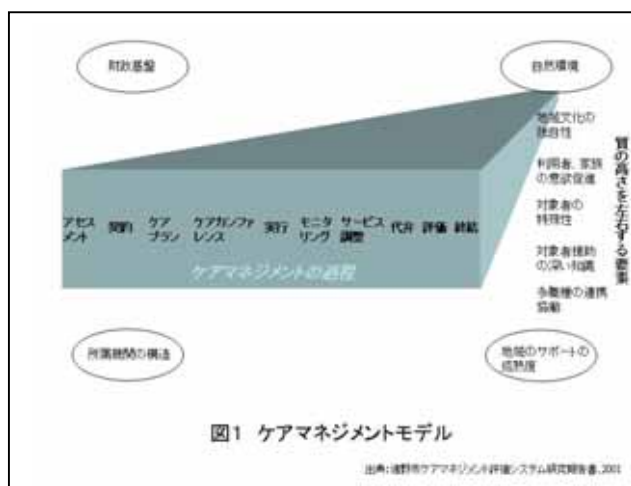 財政基盤
自然環境
地域文化の
独自性
利用者、家族
の意欲促進
対象者の
特殊性
対象者援助
の深い知識
多職種の連携
協働
質の高さを左右する要素
アセス
メント
契約
ケア
プラン
ケアカンファ
レンス
実行
モニタ
リング
サービス
調整
代弁
評価
終結
ケアマネジメントの過程
所属機関の構造
地域のサポートの
成熟度
図1 ケアマネジメントモデル
出典:遠野市ケアマネジメント評価システム研究報告書,2001